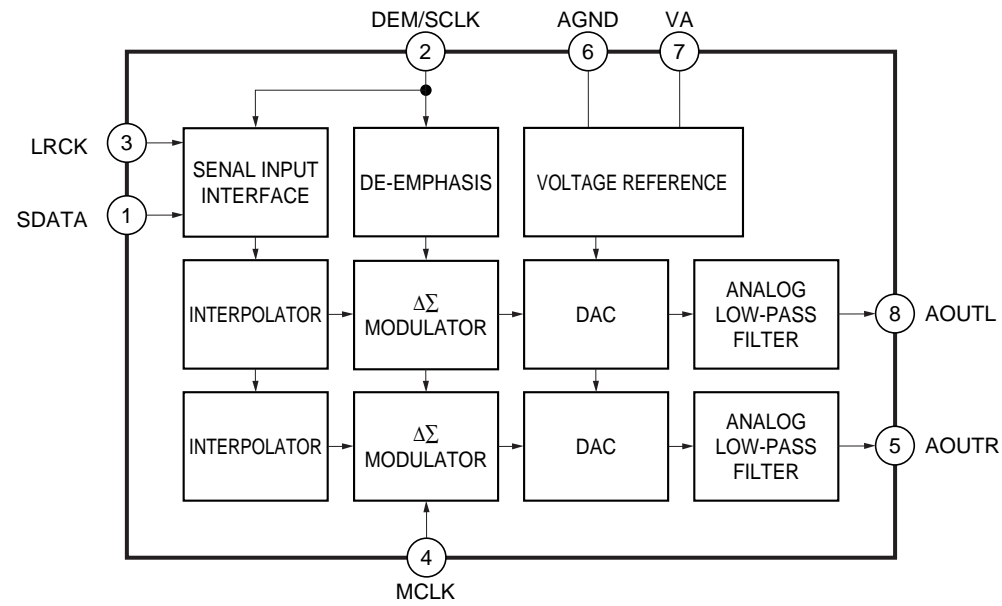 DEM/SCLK
AGND
VA
2
6
7
LRCK
3
SENAL INPUT
INTERFACE
DE-EMPHASIS
VOLTAGE REFERENCE
SDATA
1
INTERPOLATOR
ΔΣ
MODULATOR
DAC
ANALOG
LOW-PASS
FILTER
8
AOUTL
INTERPOLATOR
ΔΣ
MODULATOR
DAC
ANALOG
LOW-PASS
FILTER
5
AOUTR
4
MCLK